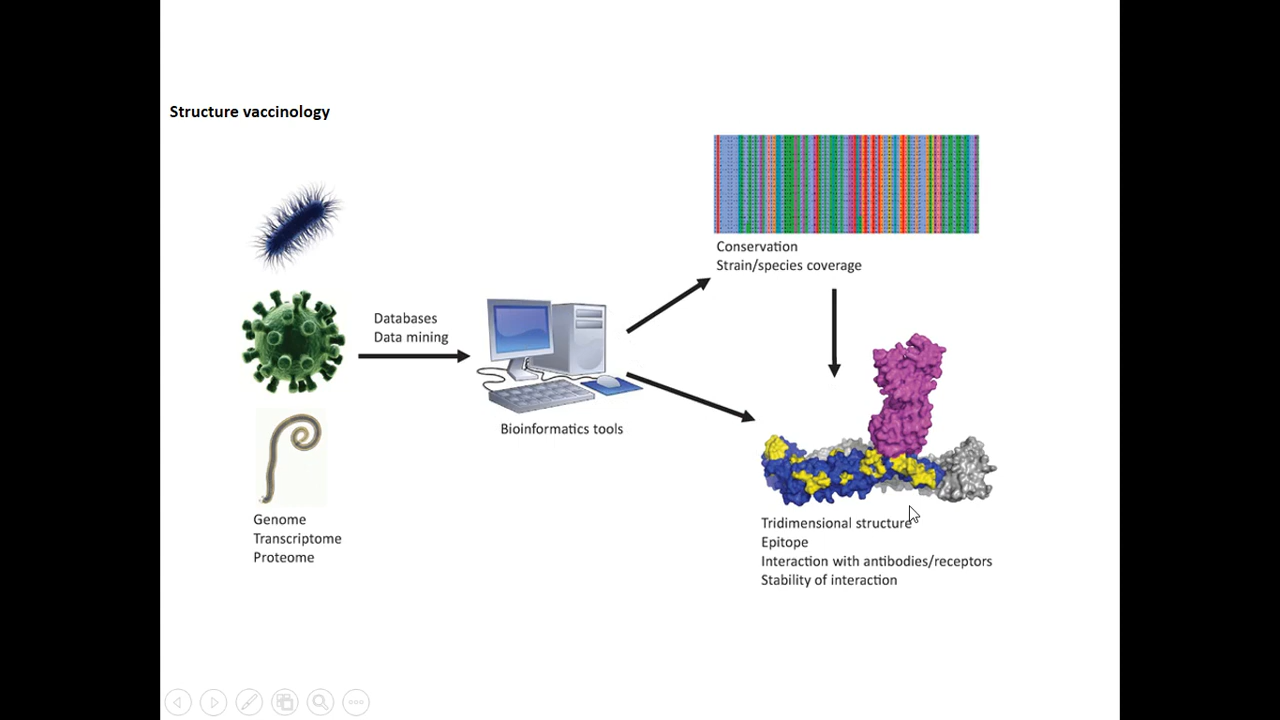 Structure vaccinology
Conservation
Strain/species coverage
Databases
Data mining
Bioinformatics tools
Genome
Transcriptome
Proteome
Tridimensional structure
Epitope
Interaction with antibodies/receptors
Stability of interaction